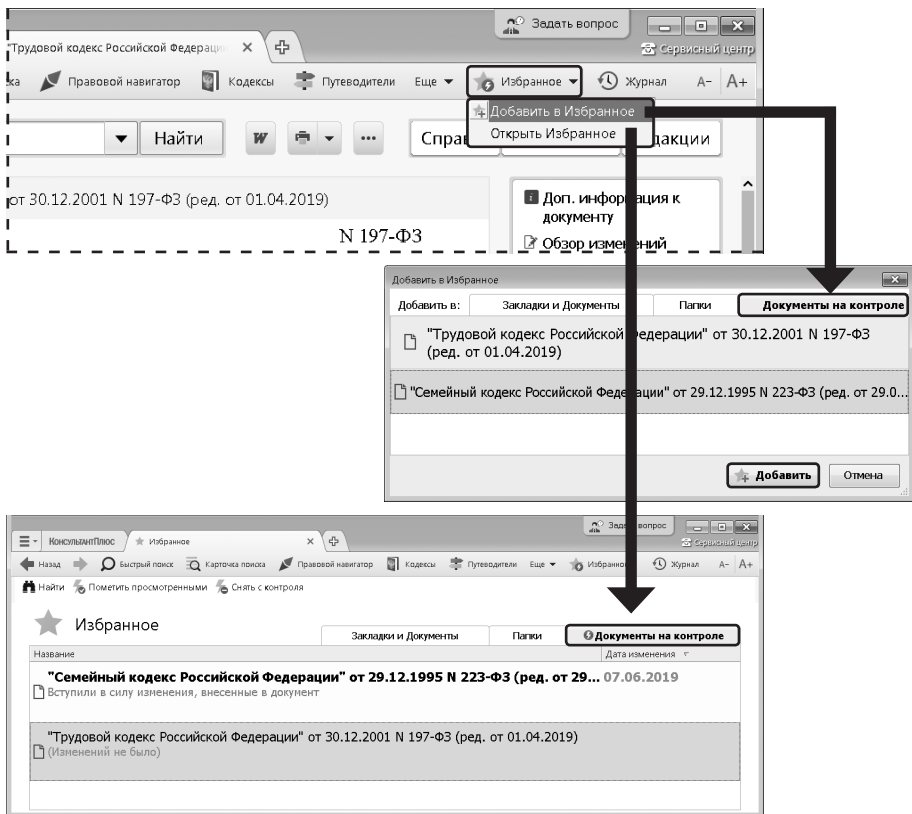 Задать вопрос
"Трудовой кодекс Российской Федерации
Сервисный центр
ка Правовой навигатор Кодексы Путеводители Еще Избранное Журнал A- A+
Добавить в Избранное
Открыть Избранное
Найти W ... Справ дакции
от 30.12.2001 N 197-ФЗ (ред. от 01.04.2019)
Доп. информация к
документу
N 197-ФЗ
Обзор изменений
Добавить в Избранное
Добавить в: Закладки и Документы Папки Документы на контроле
"Трудовой кодекс Российской Федерации" от 30.12.2001 N 197-ФЗ
(ред. от 01.04.2019)
"Семейный кодекс Российской Федерации" от 29.12.1995 N 223-ФЗ (ред. от 29.0...
Добавить Отмена
Задать вопрос
КонсультантПлюс Избранное
Сервисный центр
Назад Быстрый поиск Карточка поиска Правовой навигатор Кодексы Путеводители Еще Избранное Журнал A- A+
Найти Пометить просмотренными Снять с контроля
Избранное
Закладки и Документы Папки Документы на контроле
Название Дата изменения
"Семейный кодекс Российской Федерации" от 29.12.1995 N 223-ФЗ (ред. от 29... 07.06.2019
Вступили в силу изменения, внесенные в документ
"Трудовой кодекс Российской Федерации" от 30.12.2001 N 197-ФЗ (ред. от 01.04.2019)
(Изменений не было)